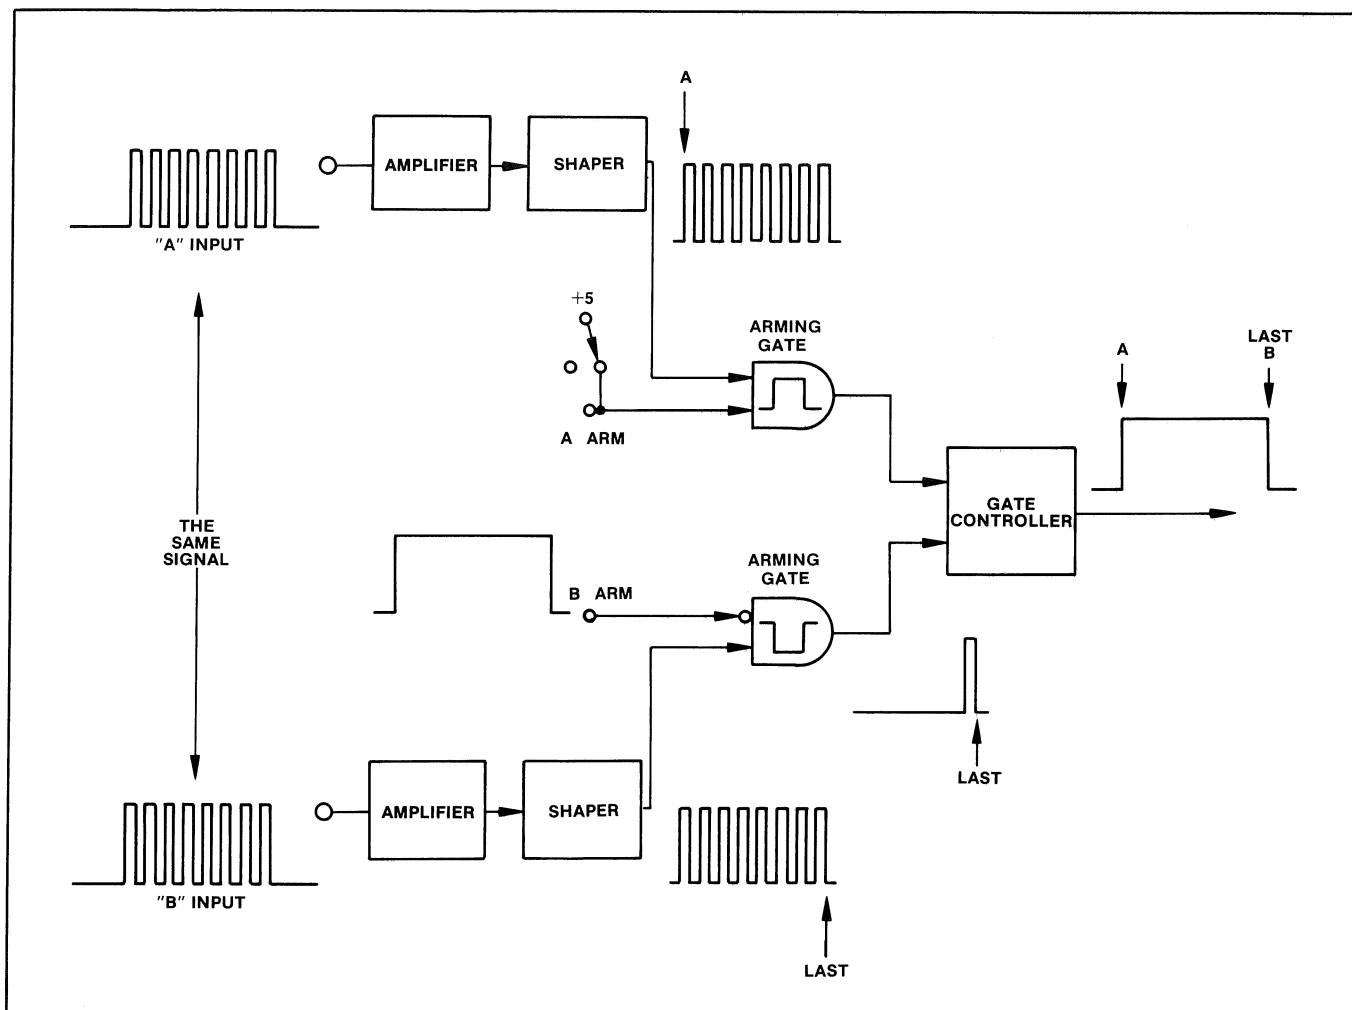 A
AMPLIFIER
SHAPER
"A" INPUT
+5
ARMING
GATE
A ARM
A
LAST
B
THE
SAME
SIGNAL
GATE
CONTROLLER
ARMING
GATE
B ARM
LAST
AMPLIFIER
SHAPER
"B" INPUT
LAST